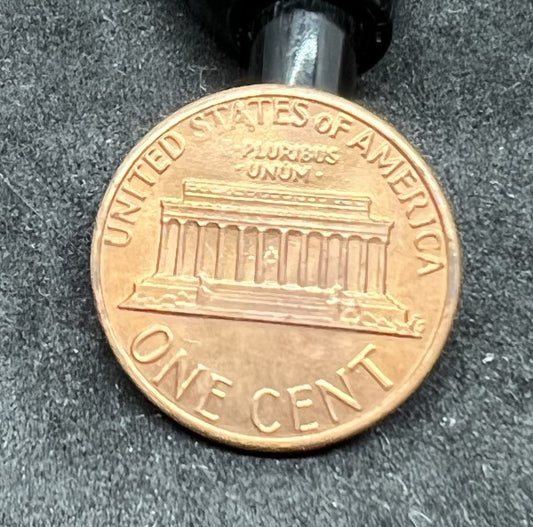 UNITED STATES of AMERICA
PLURIBUS
·UNUM·
ONE CENT